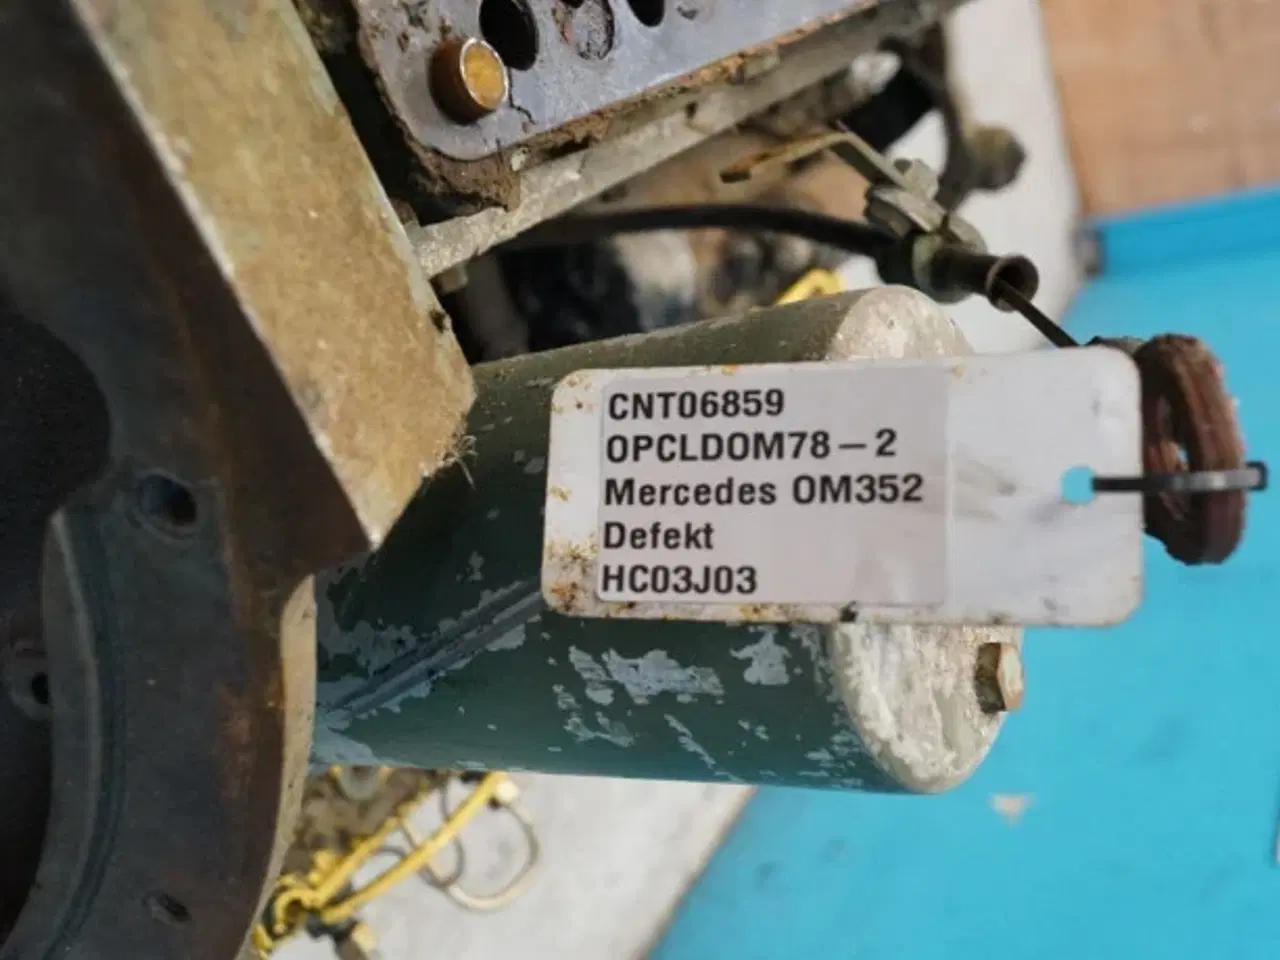 CNT06859
OPCLDOM78-2
Mercedes OM352
Defekt
HC03J03